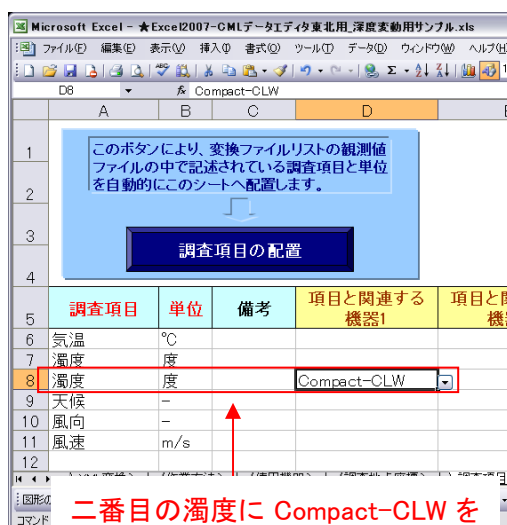 Microsoft Excel - ★Excel2007-GMLデータエディタ東北用_深度変動用サンプル.xls
ファイル(F) 編集(E) 表示(V) 挿入(I) 書式(O) ツール(T) データ(D) ウィンドウ(W) ヘルプ(H)
D8 fx Compact-CLW
A B C D
1 このボタンにより、変換ファイルリストの観測値
ファイルの中で記述されている調査項目と単位
2 を自動的にこのシートへ配置します。
3 調査項目の配置
4
5 調査項目 単位 備考 項目と関連する
機器1
6 気温 ℃
7 濁度 度
8 濁度 度 Compact-CLW
9 天候 -
10 風向 -
11 風速 m/s
12
二番目の濁度に Compact-CLW を